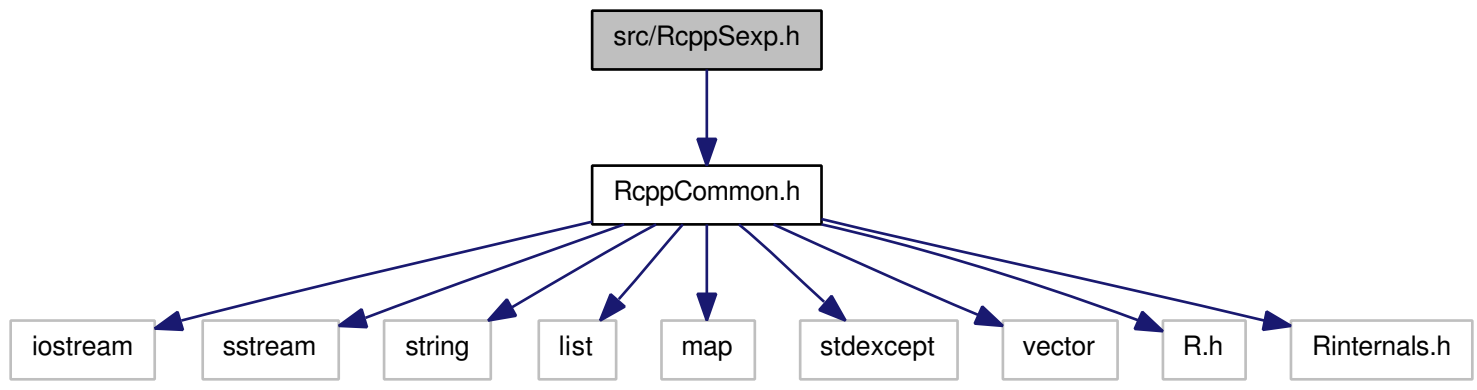 src/RcppSexp.h
RcppCommon.h
iostream
sstream
string
list
map
stdexcept
vector
R.h
Rinternals.h